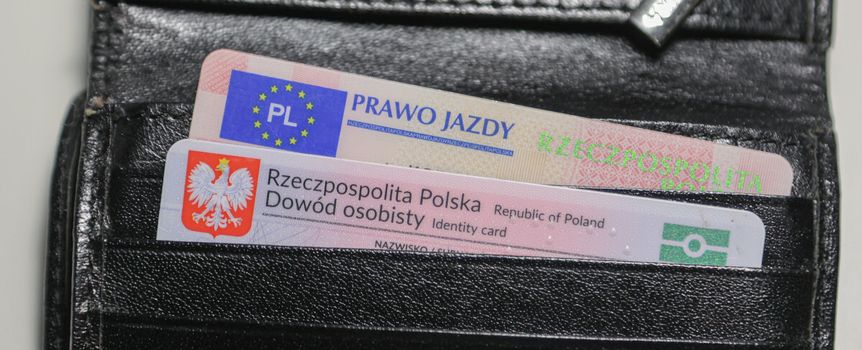 PL
PRAWO JAZDY
RZECZPOSPOLITA
Rzeczpospolita Polska Republic of Poland
Dowód osobisty Identity card
NAZWISKO /